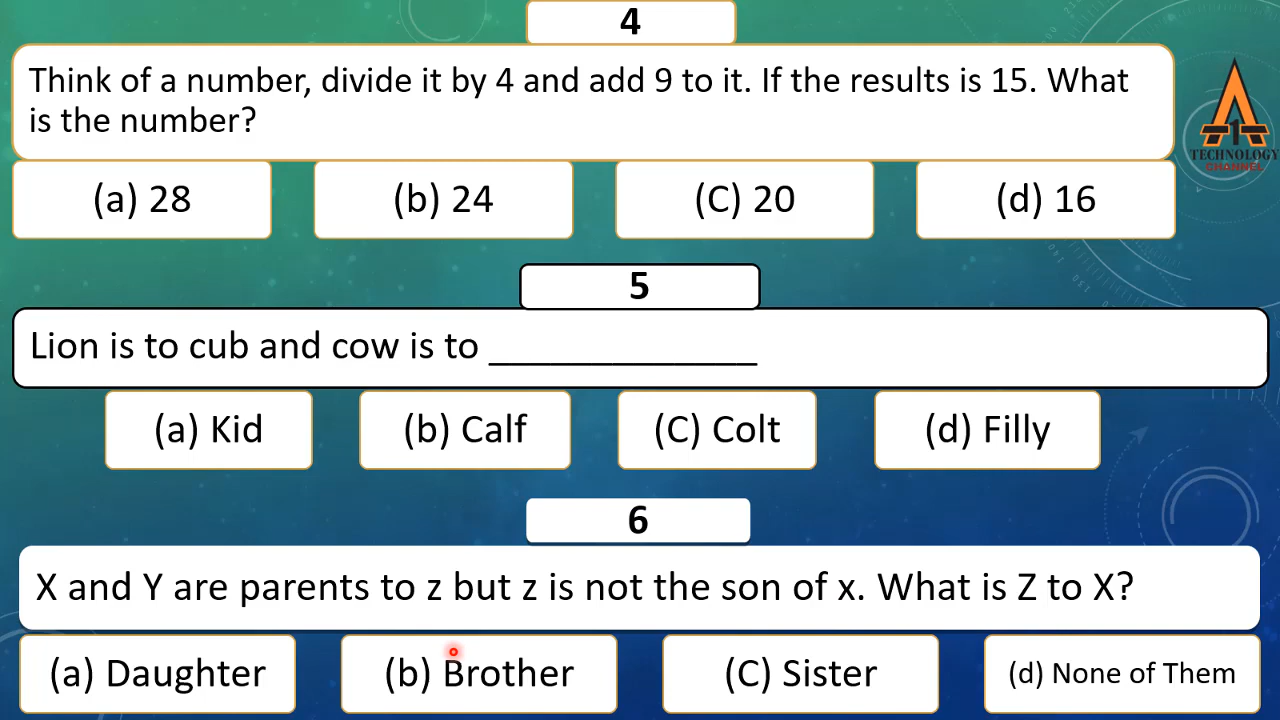 4
Think of a number, divide it by 4 and add 9 to it. If the results is 15. What
is the number?
TECHNOLOGY
CHANNEL
(a) 28
(b) 24
(C) 20
(d) 16
5
Lion is to cub and cow is to _____________
(a) Kid
(b) Calf
(C) Colt
(d) Filly
6
X and Y are parents to z but z is not the son of x. What is Z to X?
(a) Daughter
(b) Brother
(C) Sister
(d) None of Them